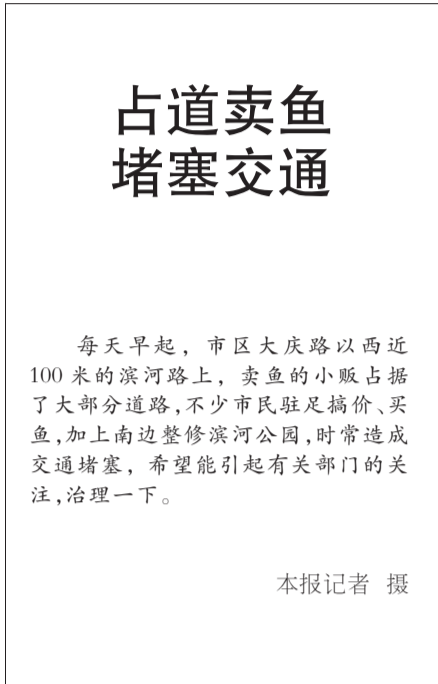 占道卖鱼
堵塞交通
每天早起，市区大庆路以西近
100 米的滨河路上，卖鱼的小贩占据
了大部分道路,不少市民驻足搞价、买
鱼,加上南边整修滨河公园,时常造成
交通堵塞，希望能引起有关部门的关
注,治理一下。
本报记者 摄